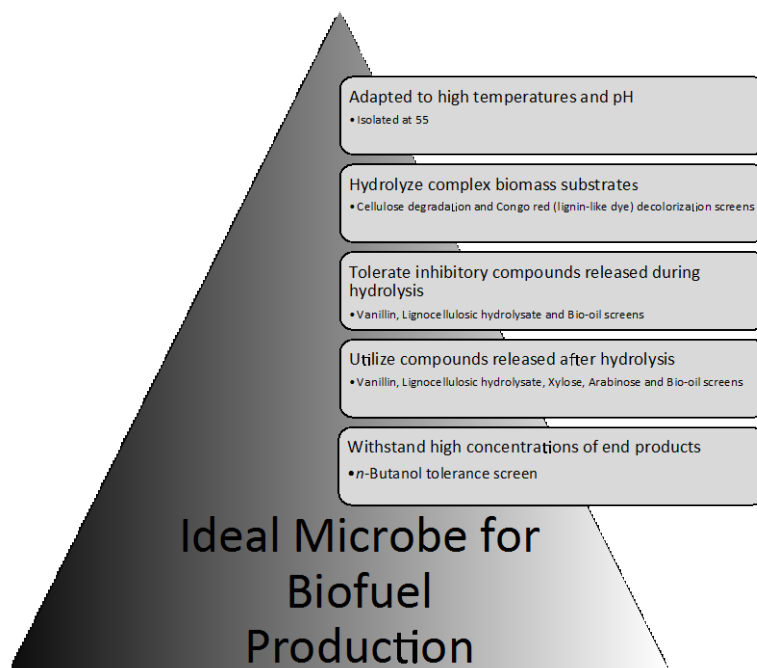 Adapted to high temperatures and pH
• Isolated at 55
Hydrolyze complex biomass substrates
• Cellulose degradation and Congo red (lignin-like dye) decolorization screens
Tolerate inhibitory compounds released during
hydrolysis
• Vanillin, Lignocellulosic hydrolysate and Bio-oil screens
Utilize compounds released after hydrolysis
• Vanillin, Lignocellulosic hydrolysate, Xylose, Arabinose and Bio-oil screens
Withstand high concentrations of end products
• n-Butanol tolerance screen
Ideal Microbe for
Biofuel
Production